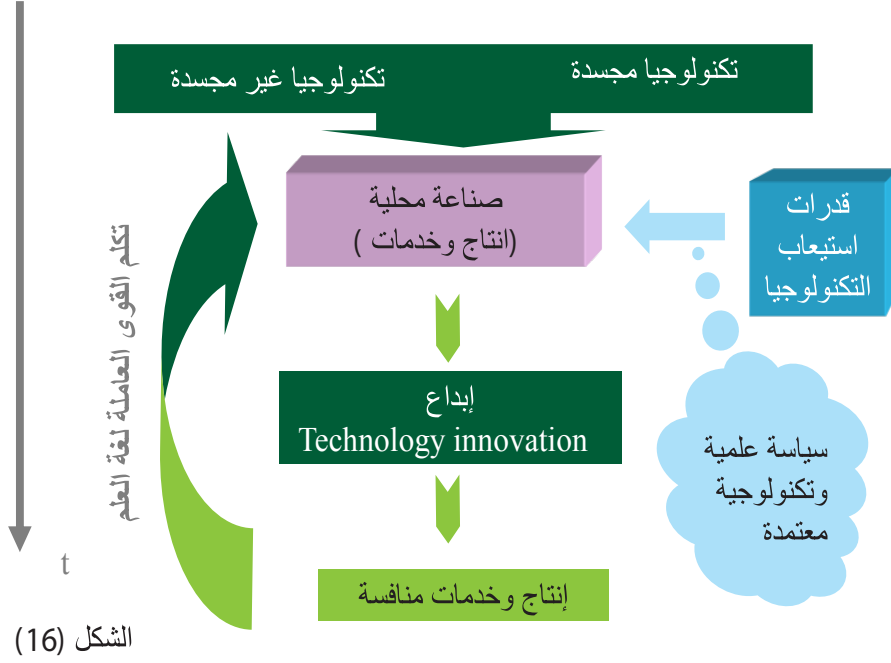 تكنولوجيا مجسدة
تكنولوجيا غير مجسدة
صناعة محلية
(انتاج وخدمات )
قدرات
استيعاب
التكنولوجيا
تكلم القوى العاملة لغة العلم
إبداع
Technology innovation
سياسة علمية
وتكنولوجية
معتمدة
إنتاج وخدمات منافسة
t
الشكل (16)